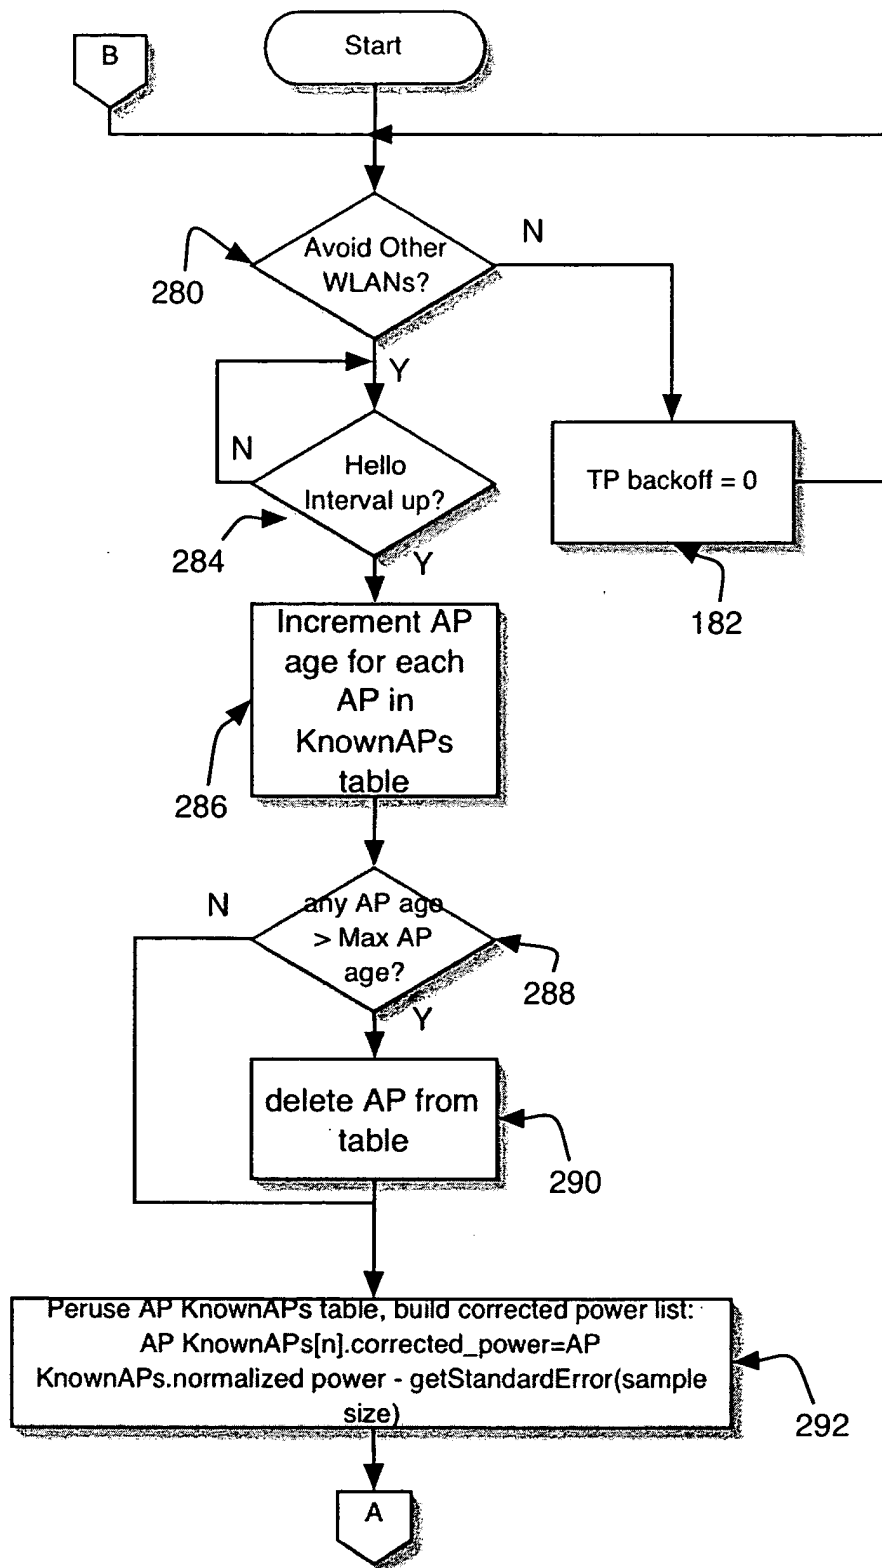 B
Start
Avoid Other
WLANs?
N
280
Y
N
Hello
Interval up?
TP backoff = 0
284
Y
182
Increment AP
age for each
AP in
KnownAPs
table
286
N
any AP age
> Max AP
age?
288
Y
delete AP from
table
290
Peruse AP KnownAPs table, build corrected power list:
AP KnownAPs[n].corrected_power=AP
KnownAPs.normalized power - getStandardError(sample
size)
292
A